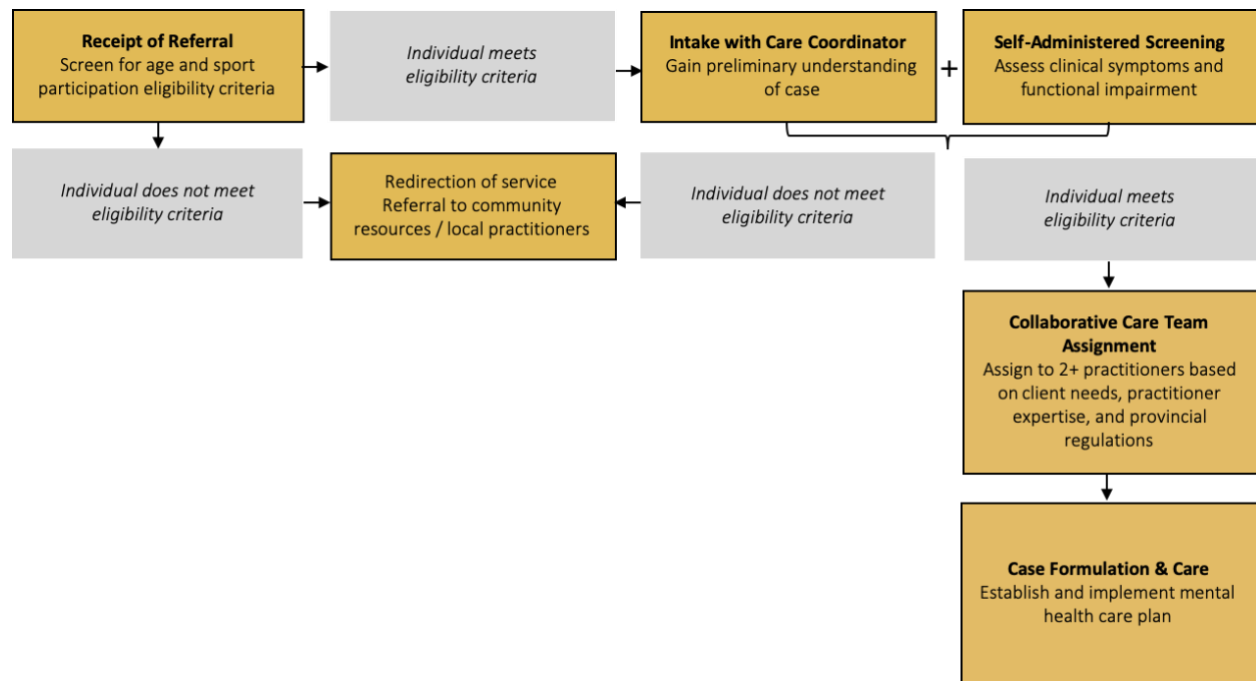 Receipt of Referral
Screen for age and sport
participation eligibility criteria
Individual meets
eligibility criteria
Intake with Care Coordinator
Gain preliminary understanding
of case
+
Self-Administered Screening
Assess clinical symptoms and
functional impairment
Individual does not meet
eligibility criteria
Redirection of service
Referral to community
resources / local practitioners
Individual does not meet
eligibility criteria
Individual meets
eligibility criteria
Collaborative Care Team
Assignment
Assign to 2+ practitioners based
on client needs, practitioner
expertise, and provincial
regulations
Case Formulation & Care
Establish and implement mental
health care plan